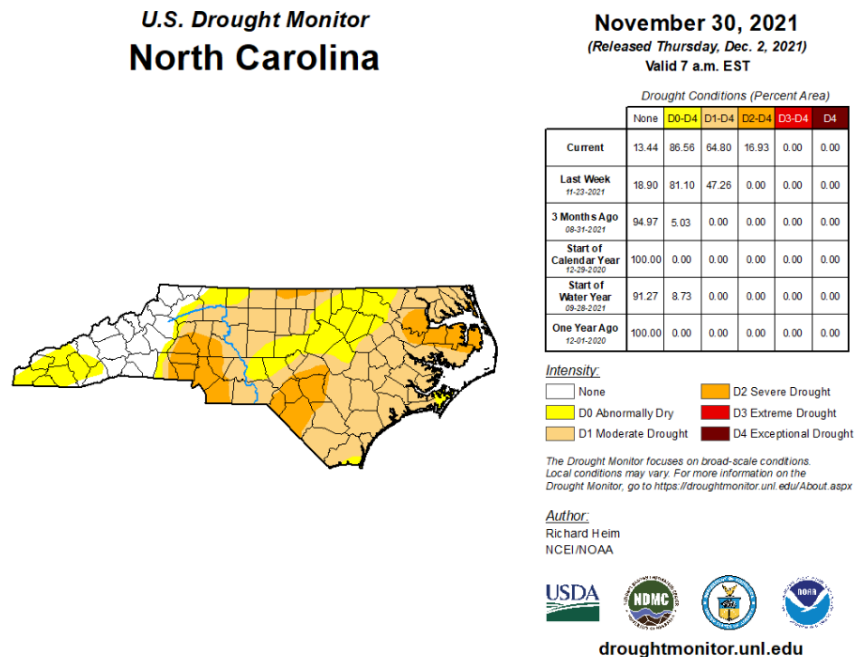 U.S. Drought Monitor
North Carolina
November 30, 2021
(Released Thursday, Dec. 2, 2021)
Valid 7 a.m. EST
Drought Conditions (Percent Area)
None D0-D4 D1-D4 D2-D4 D3-D4 D4
Current 13.44 86.56 64.80 16.93 0.00 0.00
Last Week
11-23-2021
18.90 81.10 47.26 0.00 0.00 0.00
3 Months Ago
08-31-2021
94.97 5.03 0.00 0.00 0.00 0.00
Start of
Calendar Year
12-29-2020
100.00 0.00 0.00 0.00 0.00 0.00
Start of
Water Year
09-28-2021
91.27 8.73 0.00 0.00 0.00 0.00
One Year Ago
12-01-2020
100.00 0.00 0.00 0.00 0.00 0.00
Intensity:
None
D0 Abnormally Dry
D1 Moderate Drought
D2 Severe Drought
D3 Extreme Drought
D4 Exceptional Drought
The Drought Monitor focuses on broad-scale conditions.
Local conditions may vary. For more information on the
Drought Monitor, go to https://droughtmonitor.unl.edu/About.aspx
Author:
Richard Heim
NCEI/NOAA
USDA
NDMC
NOAA
droughtmonitor.unl.edu